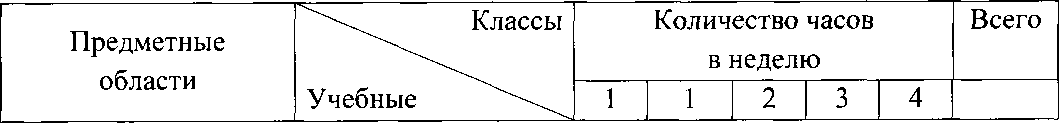 Предметные
области
Классы
Учебные
Количество часов
в неделю
Всего
1 1 2 3 4